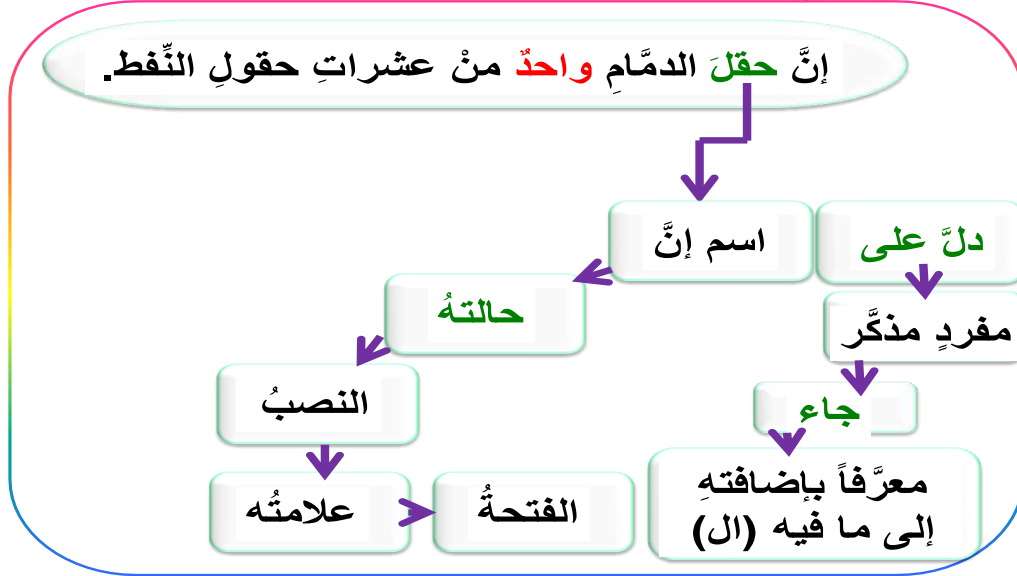 إنَّ حقلَ الدمَّامِ واحدٌ منْ عشراتِ حقولِ النِّفط.
دلَّ على
اسم إنَّ
حالتهُ
مفردٍ مذكَّر
النصبُ
جاء
معرَّفاً بإضافتهِ
إلى ما فيه (ال)
علامتُه
الفتحةُ